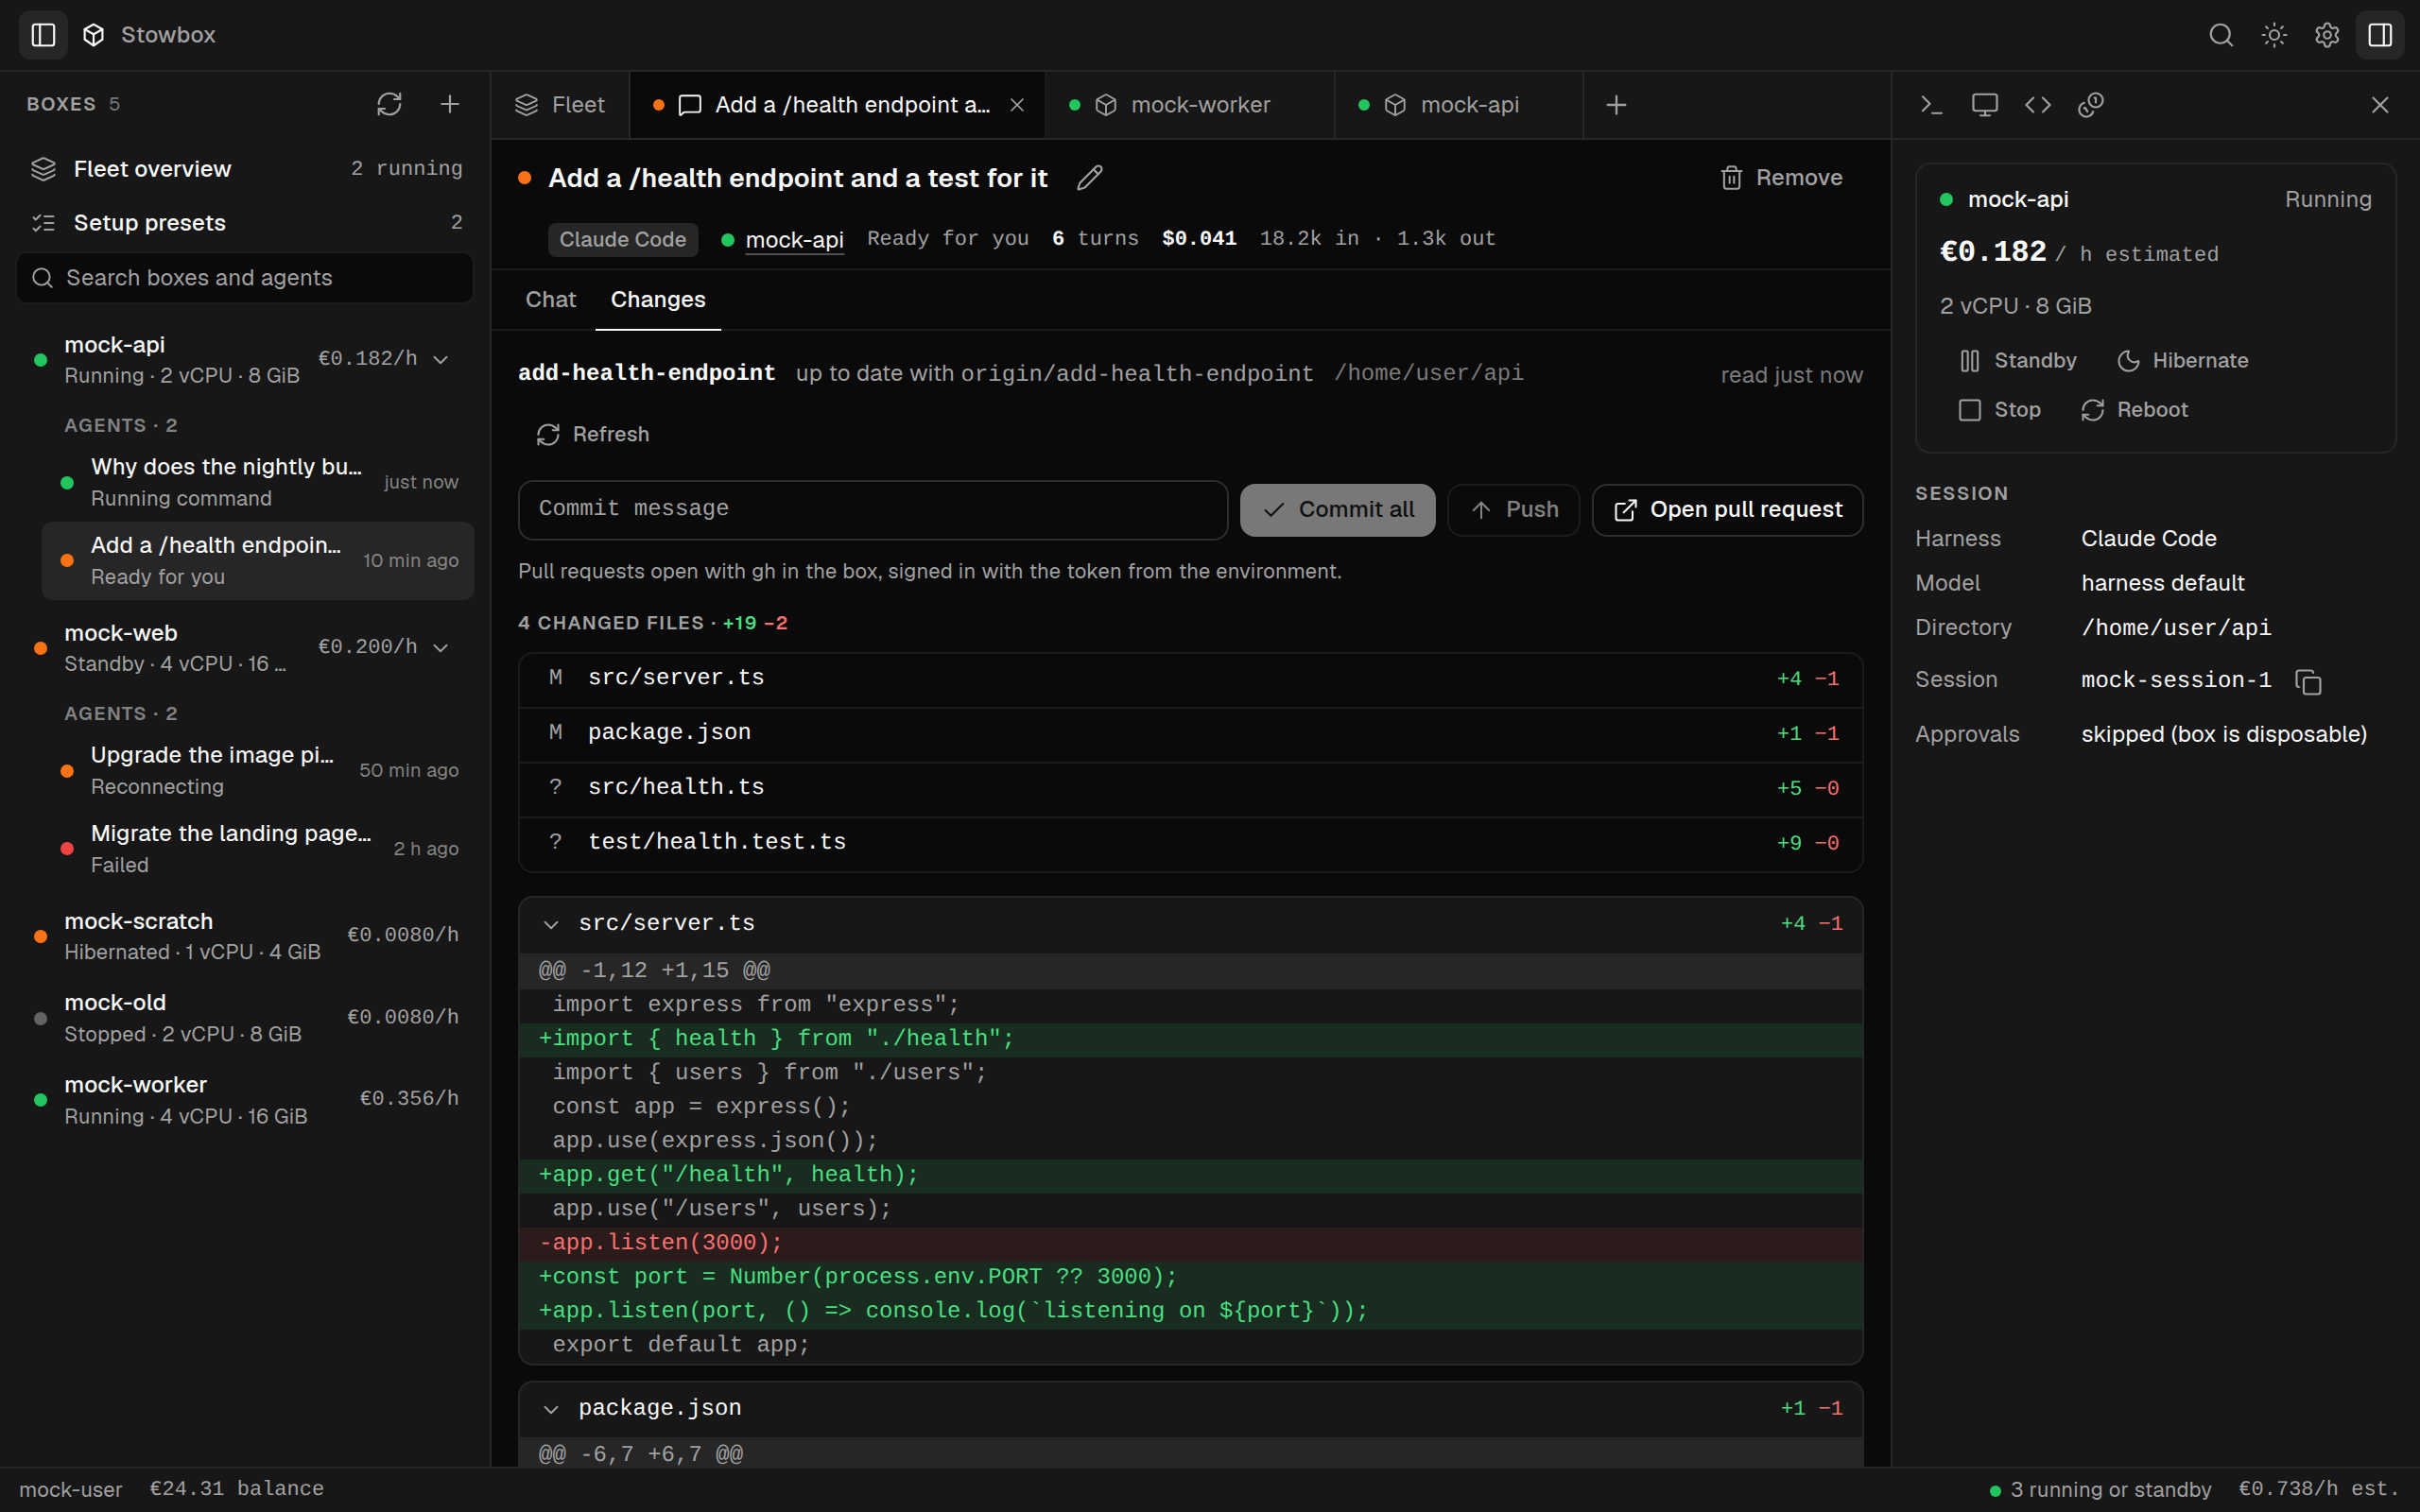 Stowbox
BOXES 5
Fleet overview 2 running
Setup presets 2
Search boxes and agents
mock-api €0.182/h
Running · 2 vCPU · 8 GiB
AGENTS · 2
Why does the nightly bu... just now
Running command
Add a /health endpoin... 10 min ago
Ready for you
mock-web €0.200/h
Standby · 4 vCPU · 16 ...
AGENTS · 2
Upgrade the image pi... 50 min ago
Reconnecting
Migrate the landing page... 2 h ago
Failed
mock-scratch €0.0080/h
Hibernated · 1 vCPU · 4 GiB
mock-old €0.0080/h
Stopped · 2 vCPU · 8 GiB
mock-worker €0.356/h
Running · 4 vCPU · 16 GiB
Fleet Add a /health endpoint a... mock-worker mock-api
Add a /health endpoint and a test for it Remove
Claude Code mock-api Ready for you 6 turns $0.041 18.2k in · 1.3k out
Chat Changes
add-health-endpoint up to date with origin/add-health-endpoint /home/user/api read just now
Refresh
Commit message Commit all Push Open pull request
Pull requests open with gh in the box, signed in with the token from the environment.
4 CHANGED FILES · +19 −2
M src/server.ts +4 −1
M package.json +1 −1
? src/health.ts +5 −0
? test/health.test.ts +9 −0
src/server.ts +4 −1
@@ -1,12 +1,15 @@
import express from "express";
+import { health } from "./health";
import { users } from "./users";
const app = express();
app.use(express.json());
+app.get("/health", health);
app.use("/users", users);
-app.listen(3000);
+const port = Number(process.env.PORT ?? 3000);
+app.listen(port, () => console.log(`listening on ${port}`));
export default app;
package.json +1 −1
@@ -6,7 +6,7 @@
mock-api Running
€0.182 / h estimated
2 vCPU · 8 GiB
Standby Hibernate
Stop Reboot
SESSION
Harness Claude Code
Model harness default
Directory /home/user/api
Session mock-session-1
Approvals skipped (box is disposable)
mock-user €24.31 balance
3 running or standby €0.738/h est.